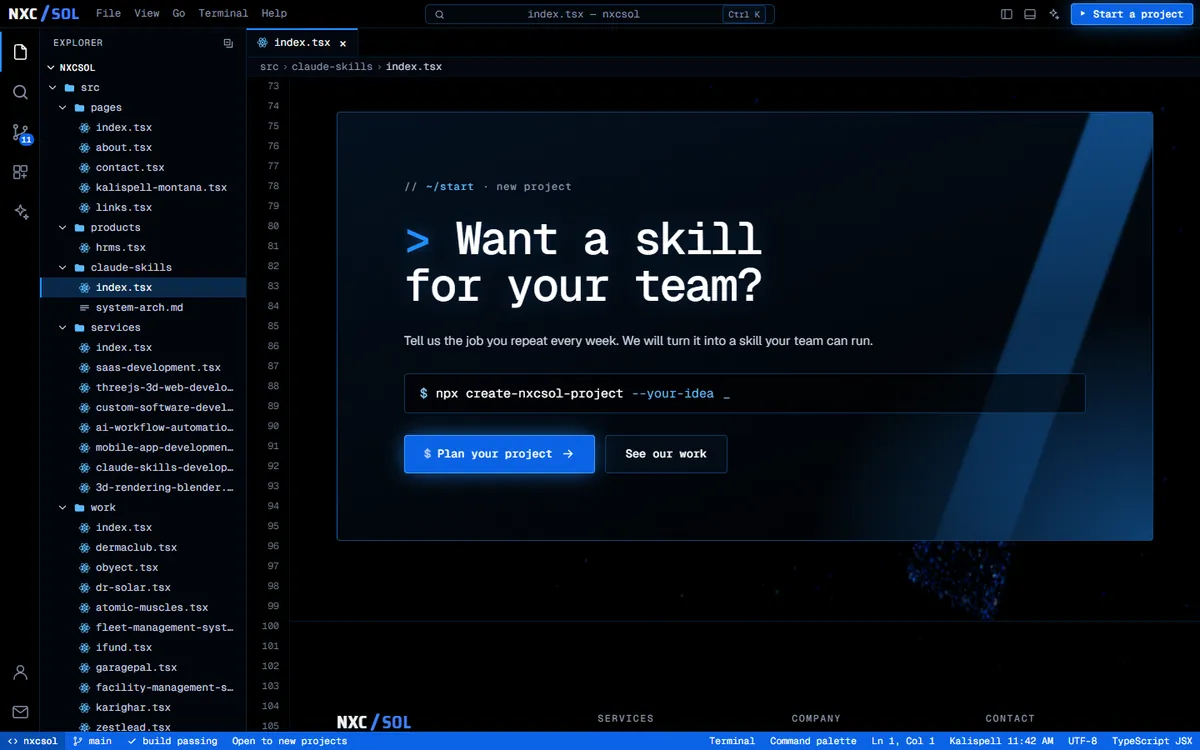 NXC/SOL File View Go Terminal Help
index.tsx — nxcsol Ctrl K
Start a project
EXPLORER
NXCSOL
src
pages
index.tsx
about.tsx
contact.tsx
kalispell-montana.tsx
links.tsx
products
hrms.tsx
claude-skills
index.tsx
system-arch.md
services
index.tsx
saas-development.tsx
threejs-3d-web-develo…
custom-software-devel…
ai-workflow-automatio…
mobile-app-developmen…
claude-skills-develop…
3d-rendering-blender.…
work
index.tsx
dermaclub.tsx
obyect.tsx
dr-solar.tsx
atomic-muscles.tsx
fleet-management-syst…
ifund.tsx
garagepal.tsx
facility-management-s…
karighar.tsx
zestlead.tsx
11
index.tsx ×
src › claude-skills › index.tsx
73
74
75
76
77
78
79
80
81
82
83
84
85
86
87
88
89
90
91
92
93
94
95
96
97
98
99
100
101
102
103
104
105
// ~/start · new project
> Want a skill
for your team?
Tell us the job you repeat every week. We will turn it into a skill your team can run.
$ npx create-nxcsol-project --your-idea _
$ Plan your project →
See our work
NXC/SOL
SERVICES
COMPANY
CONTACT
<> nxcsol main ✓ build passing Open to new projects
Terminal Command palette Ln 1, Col 1 Kalispell 11:42 AM UTF-8 TypeScript JSX